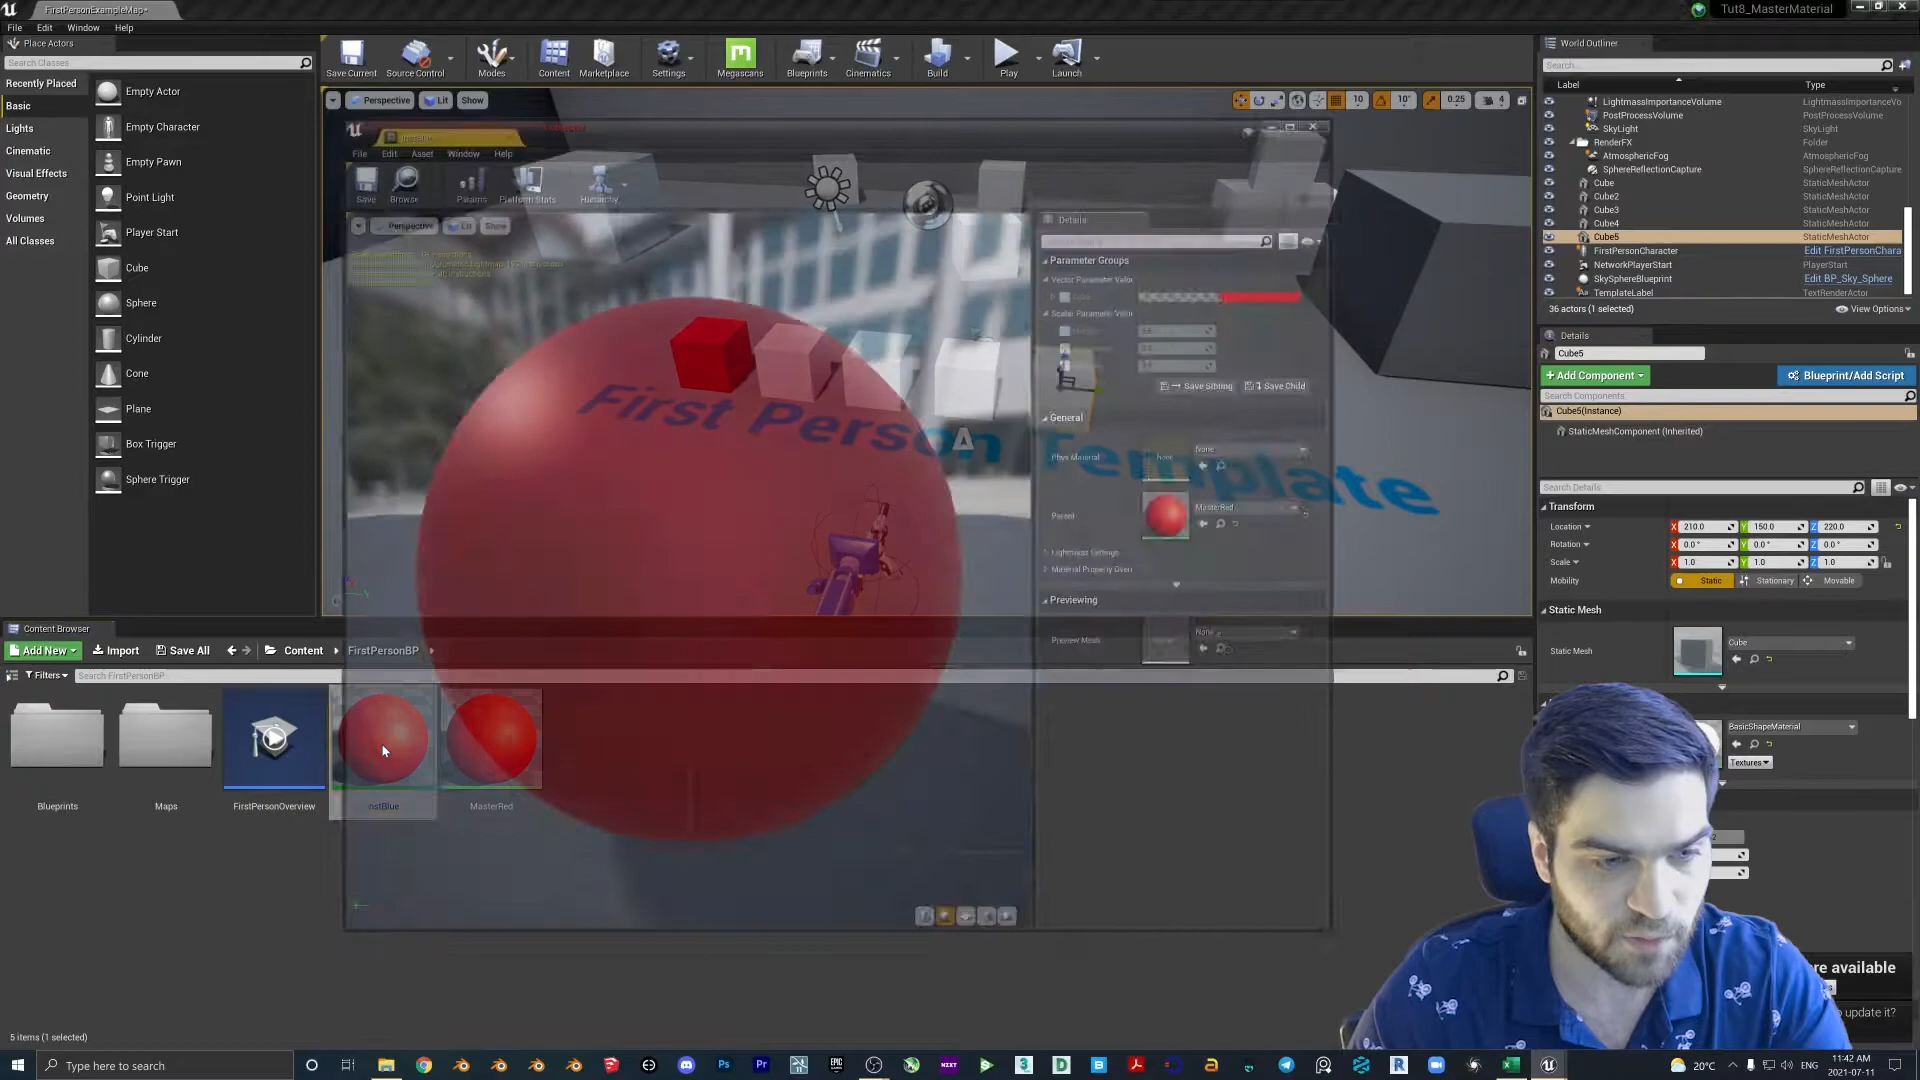 FirstPersonExampleMap•
Tut8_MasterMaterial
File Edit Window Help
Place Actors
Search Classes
Recently Placed
Basic
Lights
Cinematic
Visual Effects
Geometry
Volumes
All Classes
Empty Actor
Empty Character
Empty Pawn
Point Light
Player Start
Cube
Sphere
Cylinder
Cone
Plane
Box Trigger
Sphere Trigger
Save Current Source Control Modes Content Marketplace Settings Megascans Blueprints Cinematics Build Play Launch
Perspective Lit Show
10 10° 0.25 4
File Edit Asset Window Help
Save Browse Params Platform Stats Hierarchy
Perspective Lit Show
Details
Parameter Groups
Vector Parameter Valu
Scalar Parameter Valu
Save Sibling Save Child
General
Phys Material None None
Parent MasterRed
Lightmass Settings
Material Property Overr
Previewing
Preview Mesh None
First Person Template
World Outliner
Search...
Label Type
LightmassImportanceVolume LightmassImportanceVo
PostProcessVolume PostProcessVolume
SkyLight SkyLight
RenderFX Folder
AtmosphericFog AtmosphericFog
SphereReflectionCapture SphereReflectionCapture
Cube StaticMeshActor
Cube2 StaticMeshActor
Cube3 StaticMeshActor
Cube4 StaticMeshActor
Cube5 StaticMeshActor
FirstPersonCharacter Edit FirstPersonChara
NetworkPlayerStart PlayerStart
SkySphereBlueprint Edit BP_Sky_Sphere
TemplateLabel TextRenderActor
36 actors (1 selected) View Options
Details
Cube5
+ Add Component Blueprint/Add Script
Search Components
Cube5(Instance)
StaticMeshComponent (Inherited)
Search Details
Transform
Location X 210.0 Y 150.0 Z 220.0
Rotation X 0.0° Y 0.0° Z 0.0°
Scale X 1.0 Y 1.0 Z 1.0
Mobility Static Stationary Movable
Static Mesh
Static Mesh Cube
BasicShapeMaterial
Textures
Content Browser
Add New Import Save All Content FirstPersonBP
Filters Search FirstPersonBP
Blueprints Maps FirstPersonOverview nstBlue MasterRed
5 items (1 selected)
re available
to update it?
Type here to search
20°C ENG 11:42 AM
2021-07-11